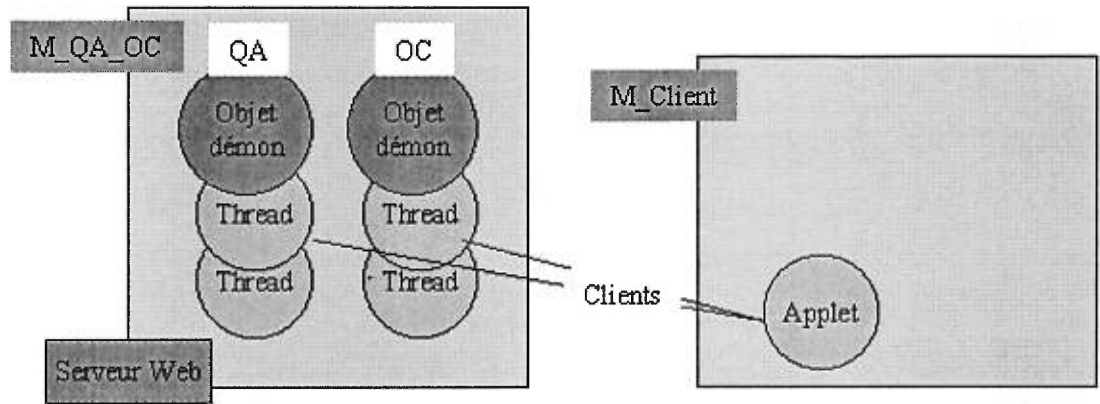 M_QA_OC
QA
OC
Objet
démon
Objet
démon
Thread
Thread
Thread
Thread
Serveur Web
M_Client
Clients
Applet